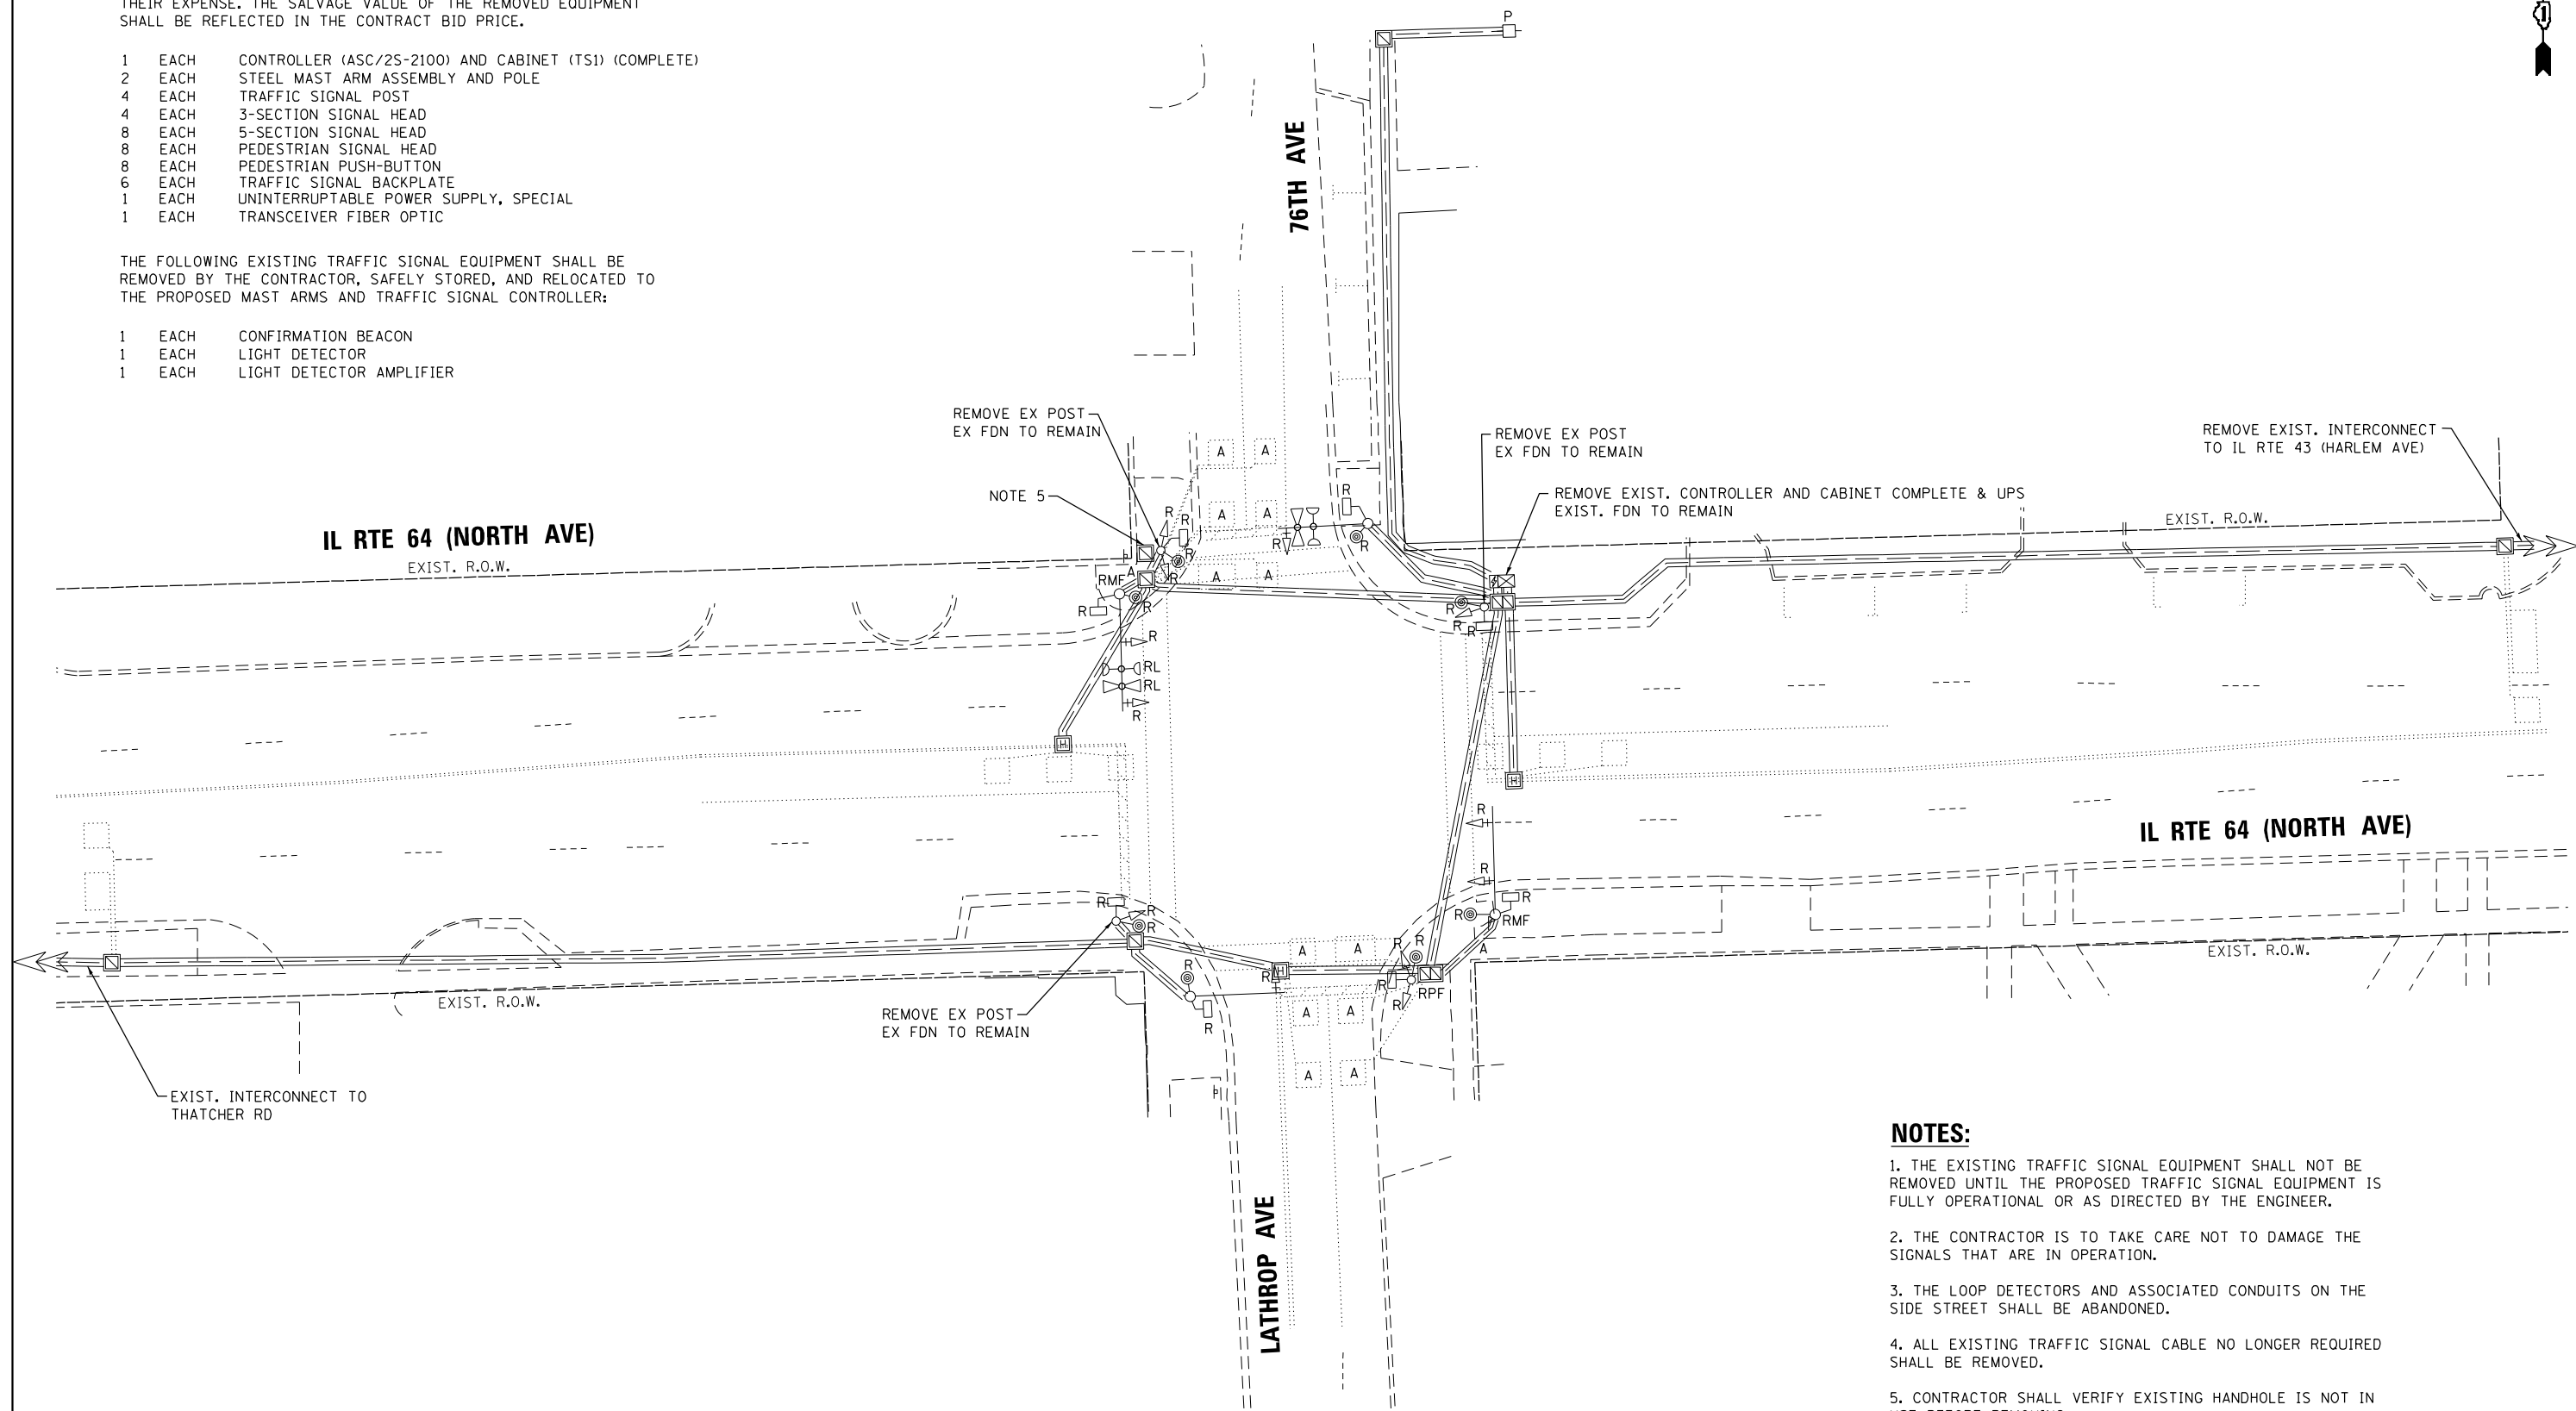 THEIR EXPENSE. THE SALVAGE VALUE OF THE REMOVED EQUIPMENT
SHALL BE REFLECTED IN THE CONTRACT BID PRICE.
1 EACH CONTROLLER (ASC/2S-2100) AND CABINET (TS1) (COMPLETE)
2 EACH STEEL MAST ARM ASSEMBLY AND POLE
4 EACH TRAFFIC SIGNAL POST
4 EACH 3-SECTION SIGNAL HEAD
8 EACH 5-SECTION SIGNAL HEAD
8 EACH PEDESTRIAN SIGNAL HEAD
8 EACH PEDESTRIAN PUSH-BUTTON
6 EACH TRAFFIC SIGNAL BACKPLATE
1 EACH UNINTERRUPTABLE POWER SUPPLY, SPECIAL
1 EACH TRANSCEIVER FIBER OPTIC
THE FOLLOWING EXISTING TRAFFIC SIGNAL EQUIPMENT SHALL BE
REMOVED BY THE CONTRACTOR, SAFELY STORED, AND RELOCATED TO
THE PROPOSED MAST ARMS AND TRAFFIC SIGNAL CONTROLLER:
1 EACH CONFIRMATION BEACON
1 EACH LIGHT DETECTOR
1 EACH LIGHT DETECTOR AMPLIFIER
P
76TH AVE
REMOVE EX POST
EX FDN TO REMAIN
NOTE 5
REMOVE EX POST
EX FDN TO REMAIN
REMOVE EXIST. CONTROLLER AND CABINET COMPLETE & UPS
EXIST. FDN TO REMAIN
REMOVE EXIST. INTERCONNECT
TO IL RTE 43 (HARLEM AVE)
IL RTE 64 (NORTH AVE)
EXIST. R.O.W.
EXIST. R.O.W.
A A
A A
A A
R R
R
R
R
R
A
RMF
R
R
R
RL
RL
R
R
R
R
R
R
IL RTE 64 (NORTH AVE)
EXIST. R.O.W.
R
R
RMF
A
R
R
R
R
R
R
A A
R
R
RPF
R
R
A A
A A
EXIST. R.O.W.
REMOVE EX POST
EX FDN TO REMAIN
EXIST. INTERCONNECT TO
THATCHER RD
LATHROP AVE
NOTES:
1. THE EXISTING TRAFFIC SIGNAL EQUIPMENT SHALL NOT BE
REMOVED UNTIL THE PROPOSED TRAFFIC SIGNAL EQUIPMENT IS
FULLY OPERATIONAL OR AS DIRECTED BY THE ENGINEER.
2. THE CONTRACTOR IS TO TAKE CARE NOT TO DAMAGE THE
SIGNALS THAT ARE IN OPERATION.
3. THE LOOP DETECTORS AND ASSOCIATED CONDUITS ON THE
SIDE STREET SHALL BE ABANDONED.
4. ALL EXISTING TRAFFIC SIGNAL CABLE NO LONGER REQUIRED
SHALL BE REMOVED.
5. CONTRACTOR SHALL VERIFY EXISTING HANDHOLE IS NOT IN